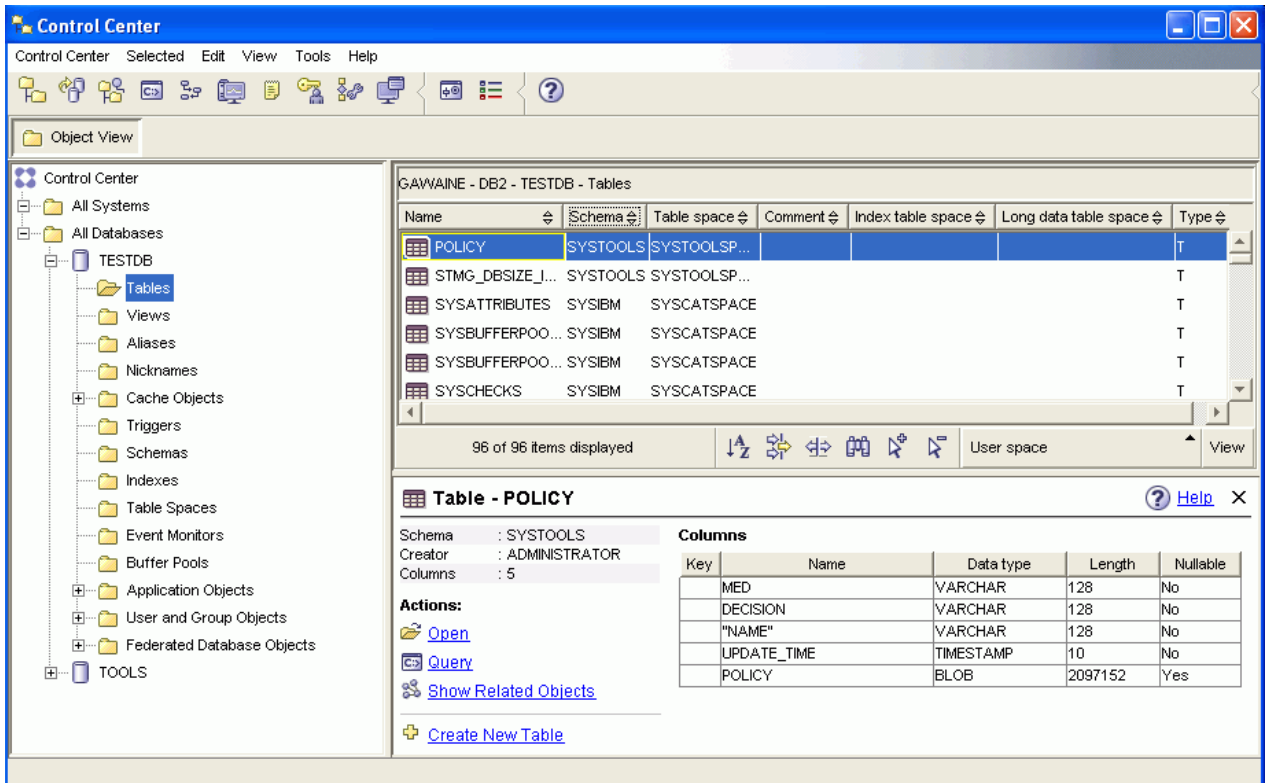 Control Center
Control Center Selected Edit View Tools Help
Object View
Control Center
All Systems
All Databases
TESTDB
Tables
Views
Aliases
Nicknames
Cache Objects
Triggers
Schemas
Indexes
Table Spaces
Event Monitors
Buffer Pools
Application Objects
User and Group Objects
Federated Database Objects
TOOLS
GAWAINE - DB2 - TESTDB - Tables
Name Schema Table space Comment Index table space Long data table space Type
POLICY SYSTOOLS SYSTOOLSP... T
STMG_DBSIZE_I... SYSTOOLS SYSTOOLSP... T
SYSATTRIBUTES SYSIBM SYSCATSPACE T
SYSBUFFERPOO... SYSIBM SYSCATSPACE T
SYSBUFFERPOO... SYSIBM SYSCATSPACE T
SYSCHECKS SYSIBM SYSCATSPACE T
96 of 96 items displayed User space View
Table - POLICY Help
Schema : SYSTOOLS
Creator : ADMINISTRATOR
Columns : 5
Actions:
Open
Query
Show Related Objects
Create New Table
Columns
Key Name Data type Length Nullable
MED VARCHAR 128 No
DECISION VARCHAR 128 No
"NAME" VARCHAR 128 No
UPDATE_TIME TIMESTAMP 10 No
POLICY BLOB 2097152 Yes